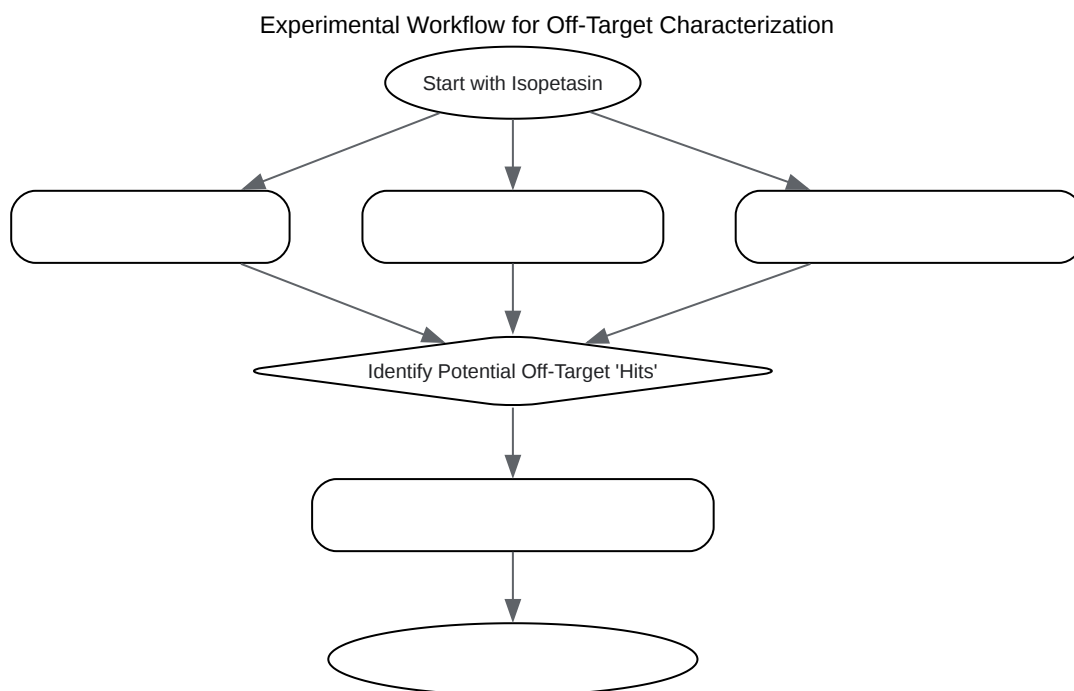 Experimental Workflow for Off-Target Characterization
Start with Isopetasin
Identify Potential Off-Target 'Hits'